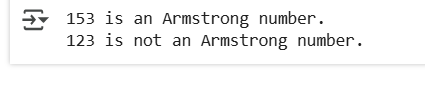 153 is an Armstrong number.
123 is not an Armstrong number.